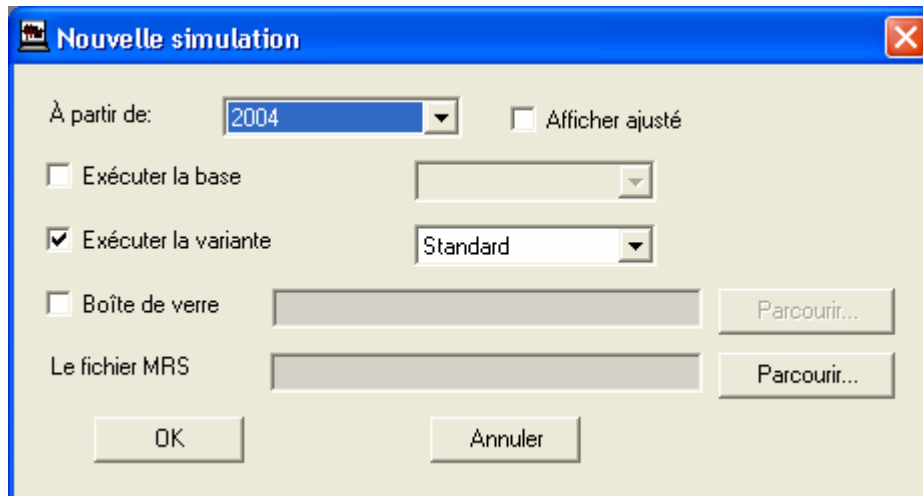 Nouvelle simulation
À partir de: 2004 Afficher ajusté
Exécuter la base
Exécuter la variante Standard
Boîte de verre Parcourir...
Le fichier MRS Parcourir...
OK Annuler